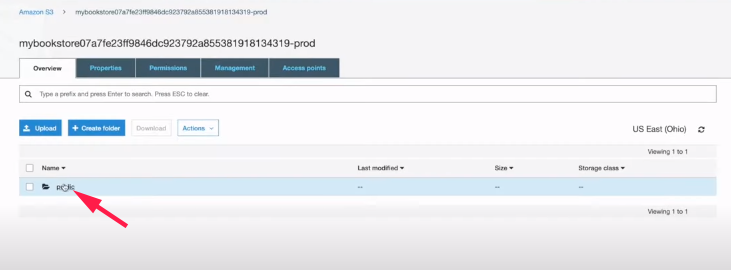 Amazon S3 > mybookstore07a7fe23ff9846dc923792a855381918134319-prod
mybookstore07a7fe23ff9846dc923792a855381918134319-prod
Overview Properties Permissions Management Access points
Type a prefix and press Enter to search. Press ESC to clear.
Upload + Create folder Download Actions US East (Ohio)
Viewing 1 to 1
Name Last modified Size Storage class
public -- -- --
Viewing 1 to 1